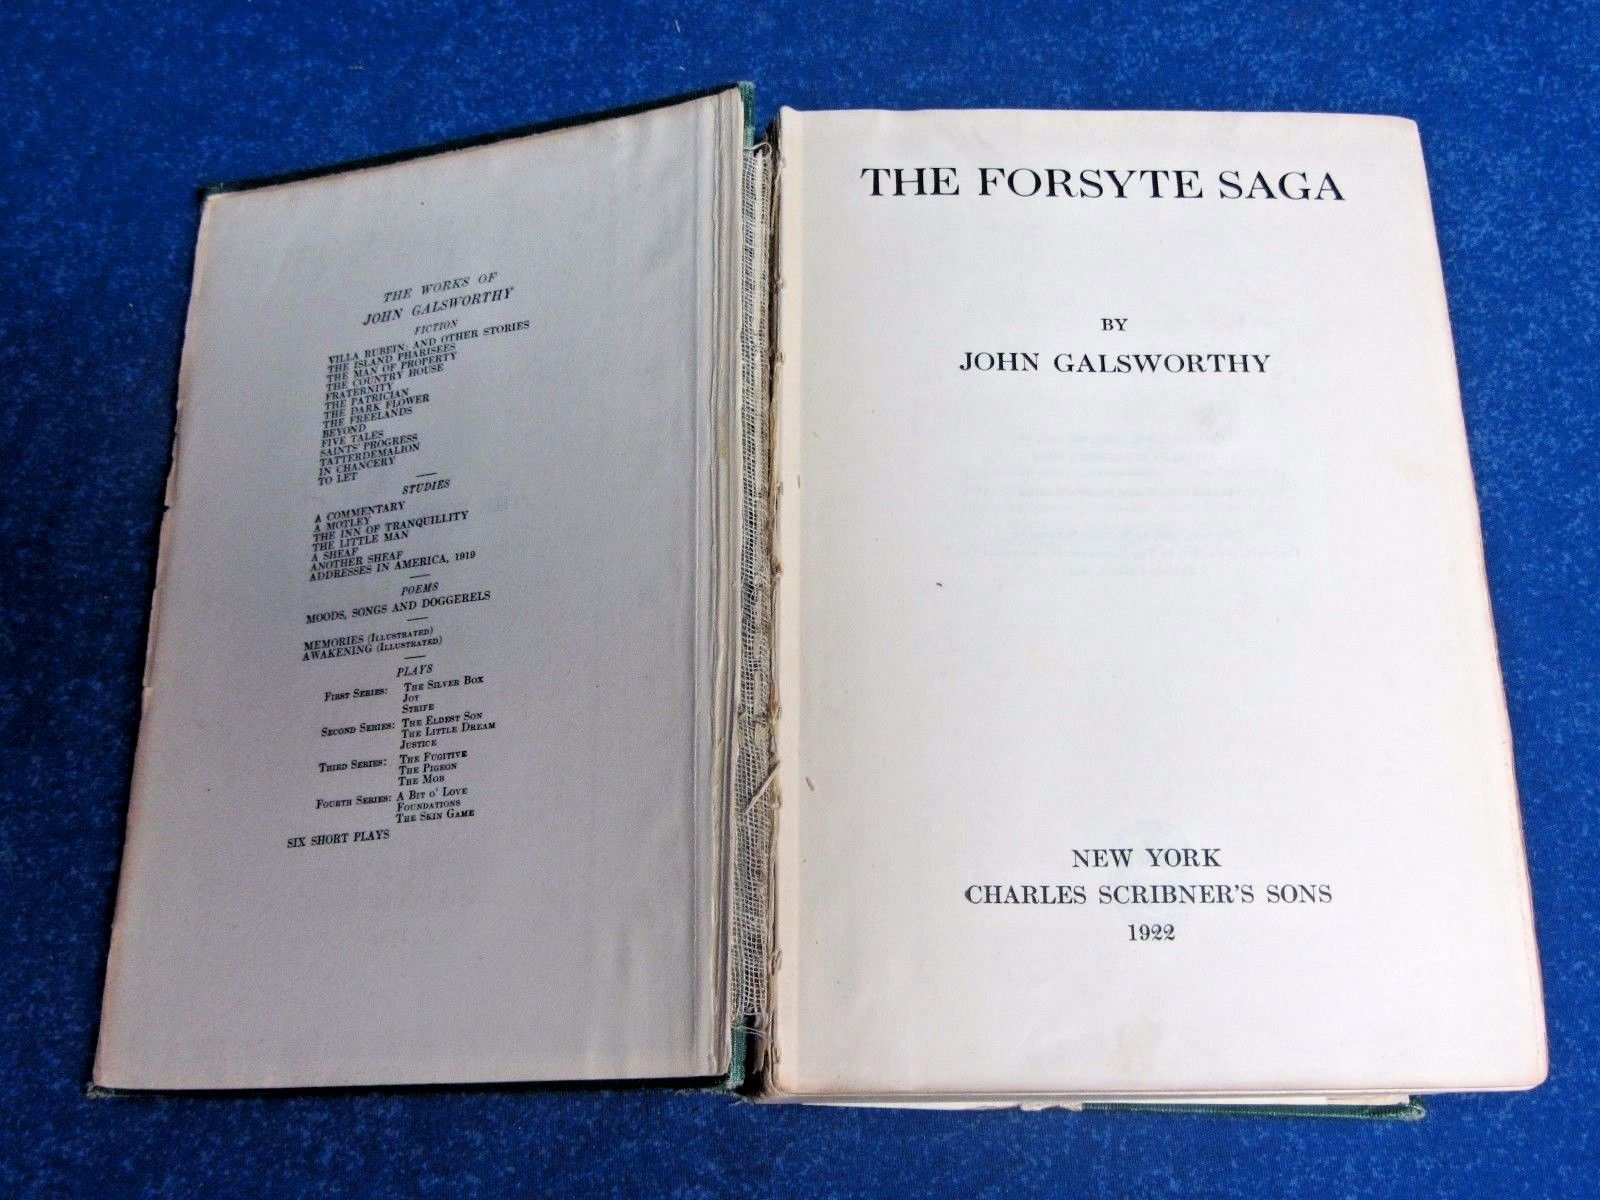 THE WORKS OF
JOHN GALSWORTHY
FICTION
VILLA RUBEIN; AND OTHER STORIES
THE ISLAND PHARISEES
THE MAN OF PROPERTY
THE COUNTRY HOUSE
FRATERNITY
THE PATRICIAN
THE DARK FLOWER
THE FREELANDS
BEYOND
FIVE TALES
SAINTS' PROGRESS
TATTERDEMALION
IN CHANCERY
TO LET
STUDIES
A COMMENTARY
A MOTLEY
THE INN OF TRANQUILLITY
THE LITTLE MAN
A SHEAF
ANOTHER SHEAF
ADDRESSES IN AMERICA, 1919
POEMS
MOODS, SONGS AND DOGGERELS
MEMORIES (ILLUSTRATED)
AWAKENING (ILLUSTRATED)
PLAYS
FIRST SERIES: THE SILVER BOX
JOY
STRIFE
SECOND SERIES: THE ELDEST SON
THE LITTLE DREAM
JUSTICE
THIRD SERIES: THE FUGITIVE
THE PIGEON
THE MOB
FOURTH SERIES: A BIT O' LOVE
FOUNDATIONS
THE SKIN GAME
SIX SHORT PLAYS
THE FORSYTE SAGA
BY
JOHN GALSWORTHY
NEW YORK
CHARLES SCRIBNER'S SONS
1922